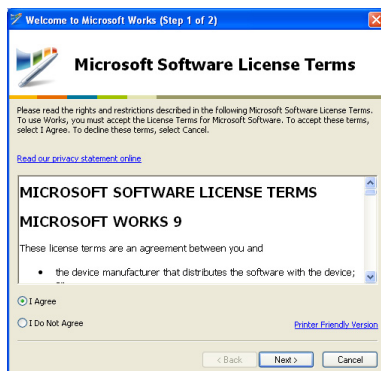 Welcome to Microsoft Works (Step 1 of 2)
Microsoft Software License Terms
Please read the rights and restrictions described in the following Microsoft Software License Terms.
To use Works, you must accept the License Terms for Microsoft Software. To accept these terms,
select I Agree. To decline these terms, select Cancel.
Read our privacy statement online
MICROSOFT SOFTWARE LICENSE TERMS
MICROSOFT WORKS 9
These license terms are an agreement between you and
• the device manufacturer that distributes the software with the device;
I Agree
I Do Not Agree
Printer Friendly Version
< Back Next > Cancel